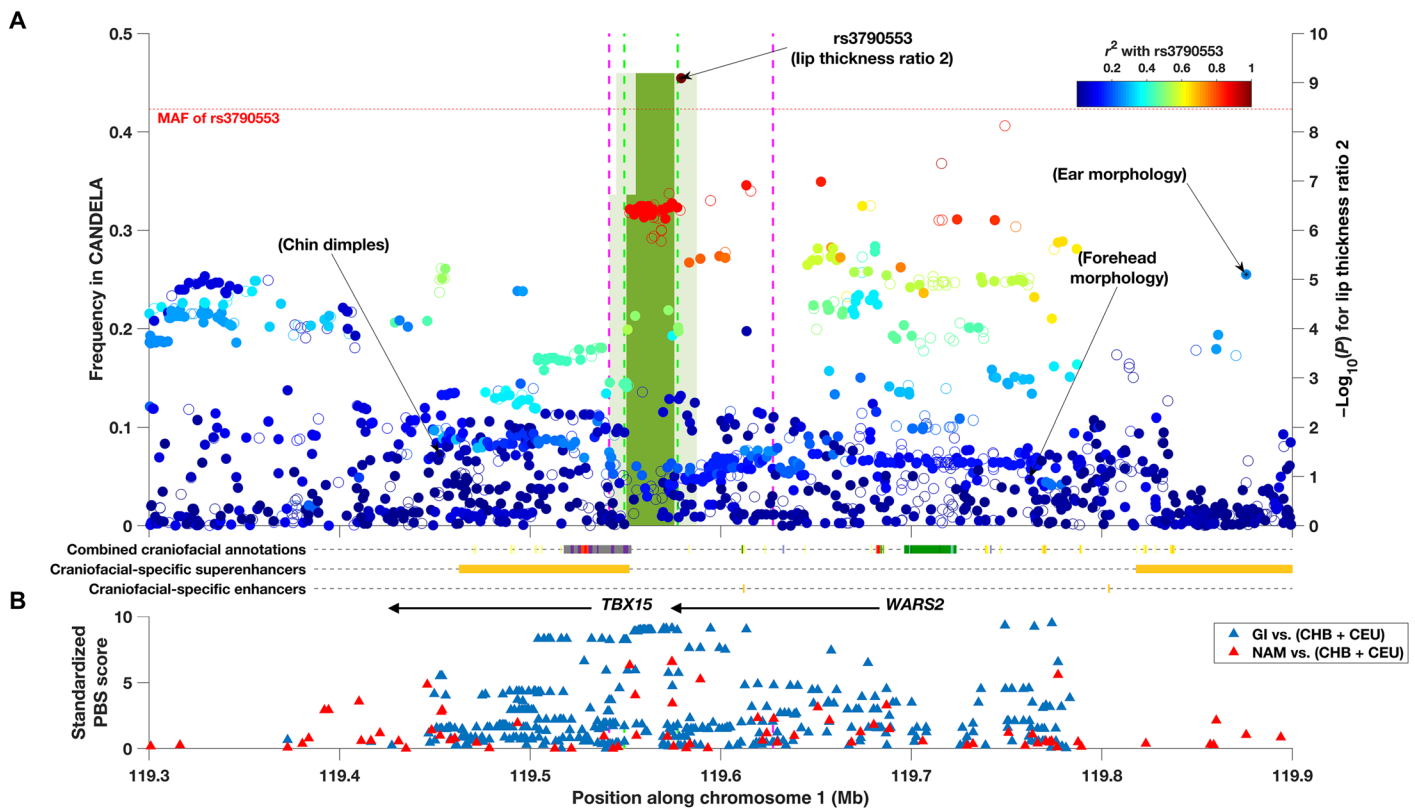 A
0.5
0.4
0.3
0.2
0.1
0
Frequency in CANDELA
10
9
8
7
6
5
4
3
2
1
0
−Log10(P) for lip thickness ratio 2
rs3790553
(lip thickness ratio 2)
r² with rs3790553
0.2 0.4 0.6 0.8 1
MAF of rs3790553
(Ear morphology)
(Chin dimples)
(Forehead
morphology)
Combined craniofacial annotations
Craniofacial-specific superenhancers
Craniofacial-specific enhancers
TBX15 WARS2
B
10
5
0
Standardized
PBS score
GI vs. (CHB + CEU)
NAM vs. (CHB + CEU)
119.3 119.4 119.5 119.6 119.7 119.8 119.9
Position along chromosome 1 (Mb)